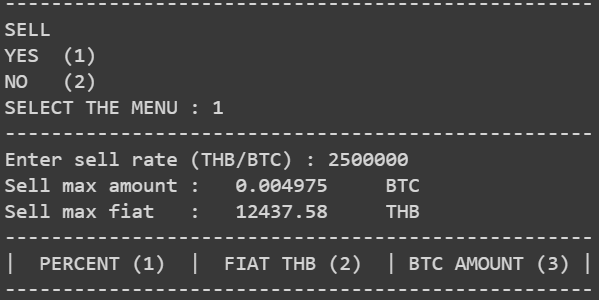 ------------------------------------------------
SELL
YES  (1)
NO   (2)
SELECT THE MENU : 1
------------------------------------------------
Enter sell rate (THB/BTC) : 2500000
Sell max amount :   0.004975     BTC
Sell max fiat   :   12437.58     THB
------------------------------------------------
|  PERCENT (1)  |  FIAT THB (2)  | BTC AMOUNT (3) |
------------------------------------------------